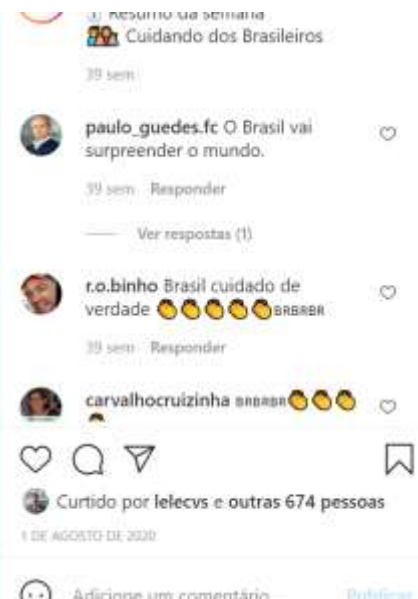 Resumo da semana
Cuidando dos Brasileiros
39 sem
paulo_guedes.fc O Brasil vai
surpreender o mundo.
39 sem Responder
Ver respostas (1)
r.o.binho Brasil cuidado de
verdade 👏👏👏👏👏BRBRBR
39 sem Responder
carvalhocruizinha BRBRBR👏👏👏
Curtido por lelecvs e outras 674 pessoas
1 DE AGOSTO DE 2020
Adicione um comentário...
Publicar